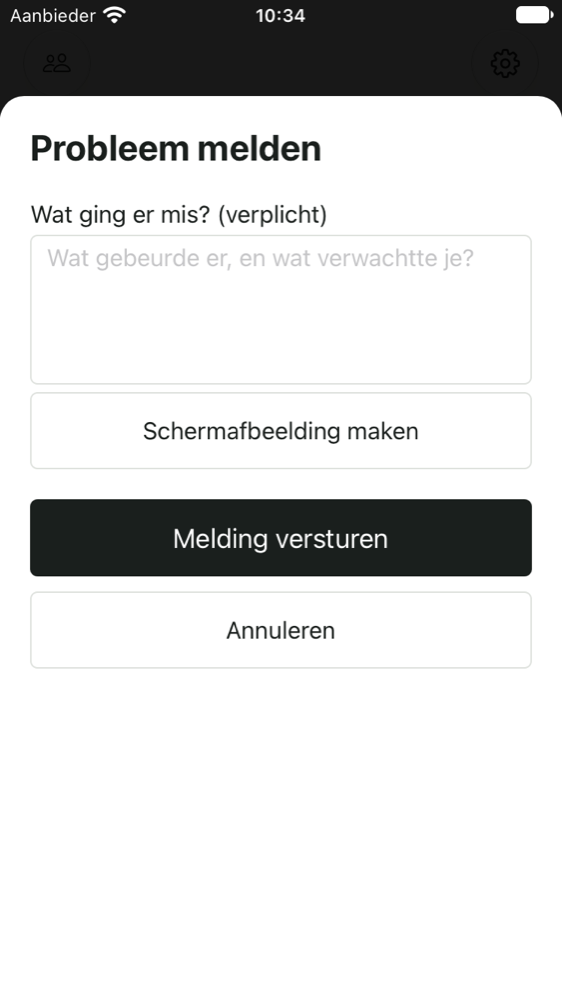 Aanbieder 10:34
Probleem melden
Wat ging er mis? (verplicht)
Wat gebeurde er, en wat verwachtte je?
Schermafbeelding maken
Melding versturen
Annuleren